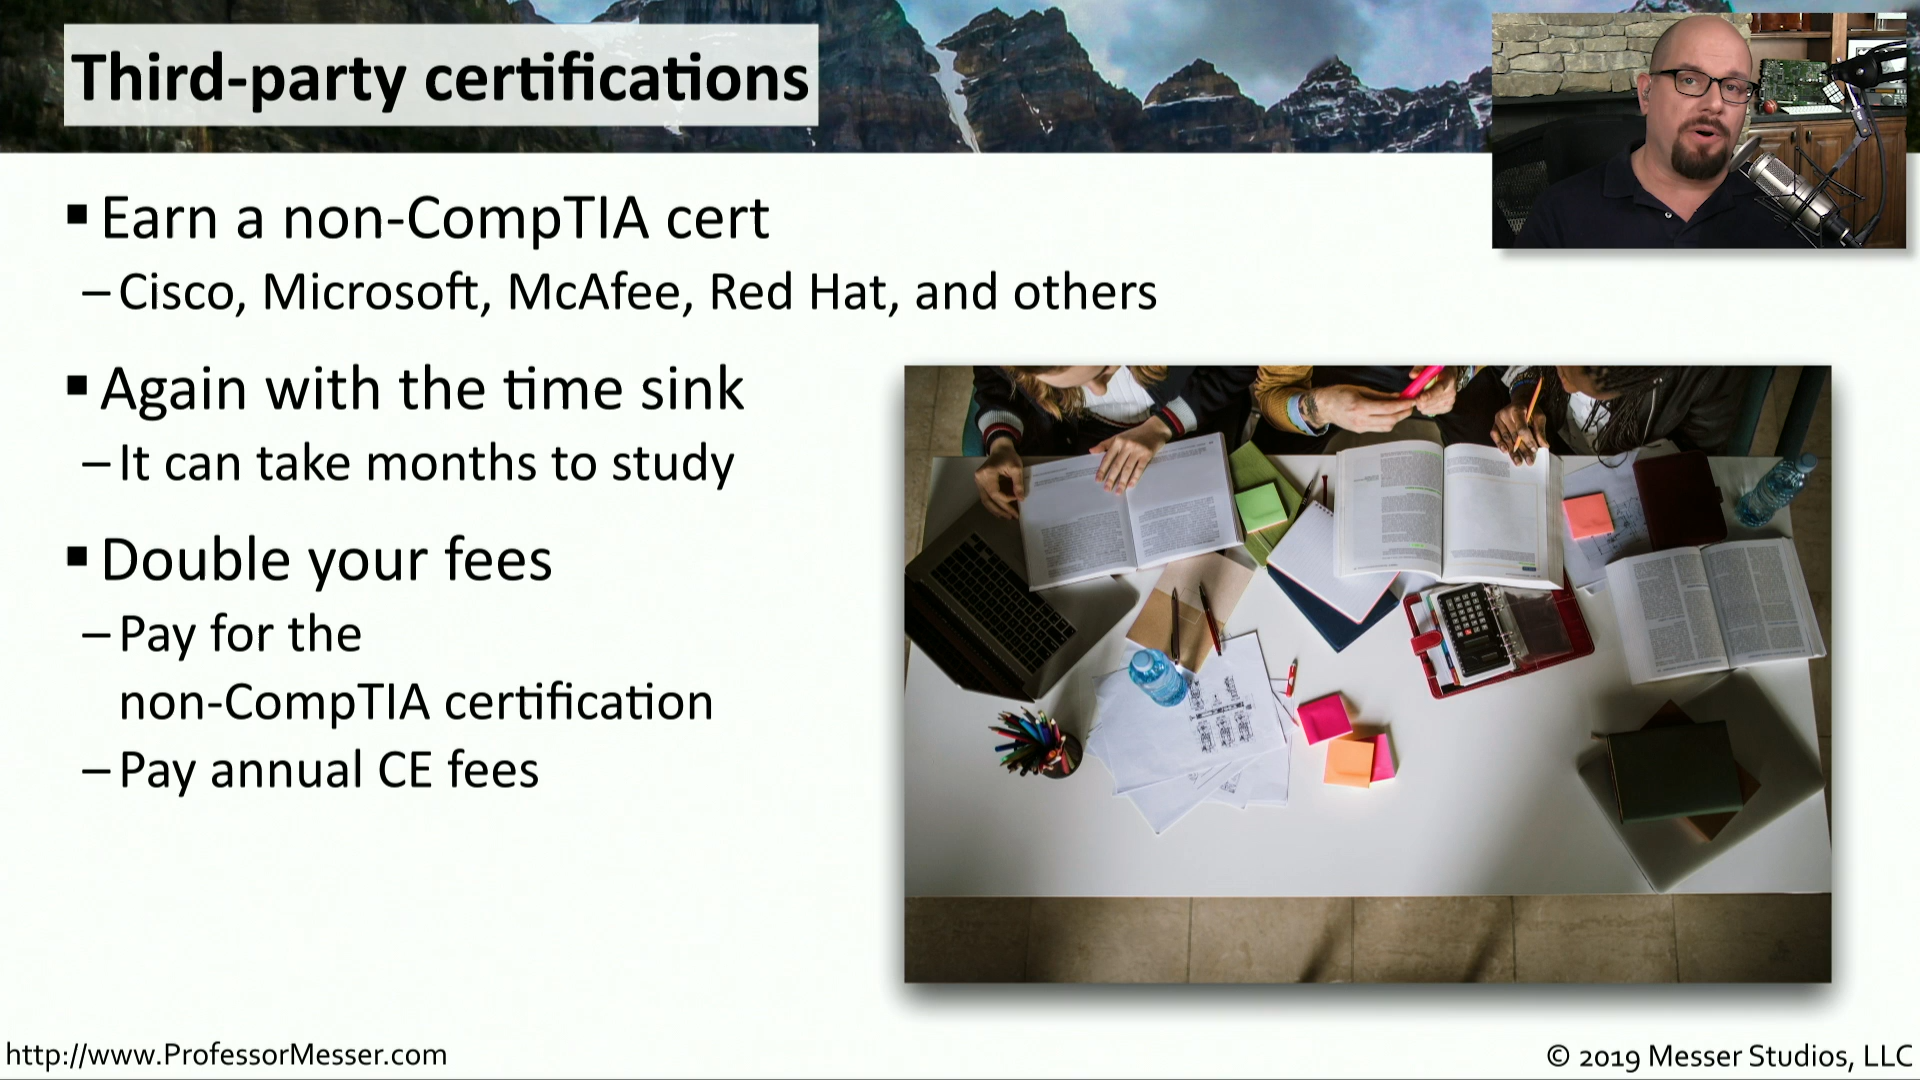 Third-party certifications
▪ Earn a non-CompTIA cert
– Cisco, Microsoft, McAfee, Red Hat, and others
▪ Again with the time sink
– It can take months to study
▪ Double your fees
– Pay for the
non-CompTIA certification
– Pay annual CE fees
http://www.ProfessorMesser.com
© 2019 Messer Studios, LLC